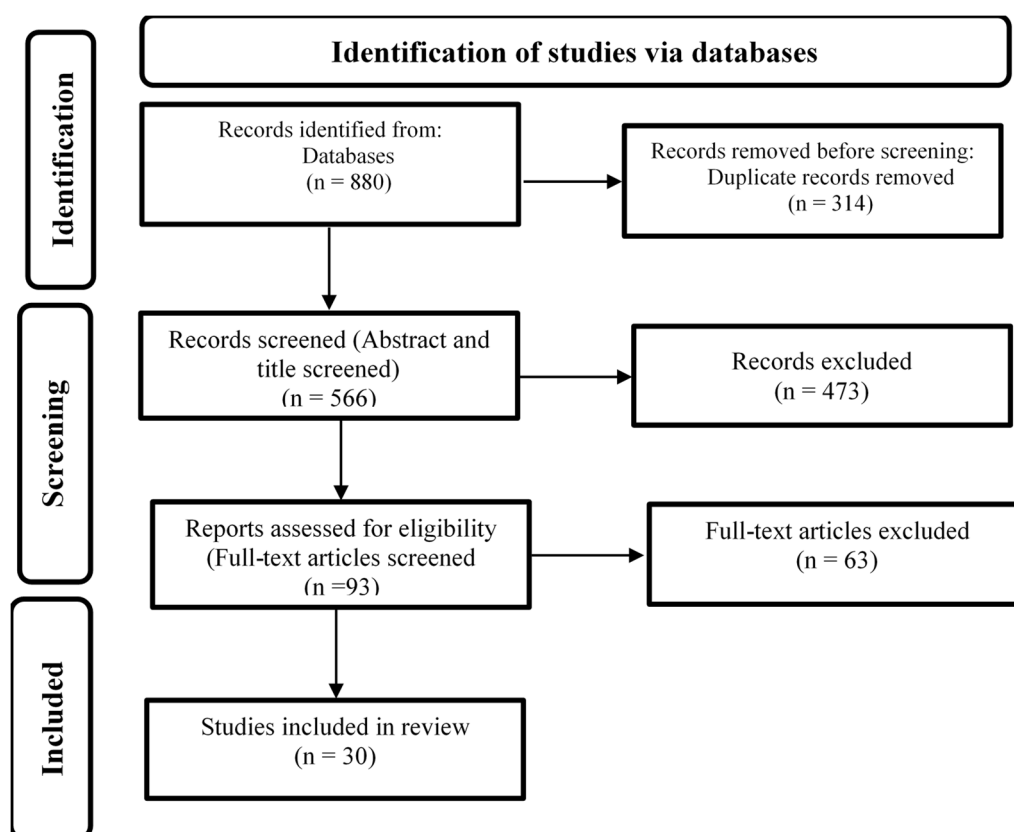 Identification of studies via databases
Identification
Records identified from:
Databases
(n = 880)
Records removed before screening:
Duplicate records removed
(n = 314)
Screening
Records screened (Abstract and
title screened)
(n = 566)
Records excluded
(n = 473)
Reports assessed for eligibility
(Full-text articles screened
(n =93)
Full-text articles excluded
(n = 63)
Included
Studies included in review
(n = 30)